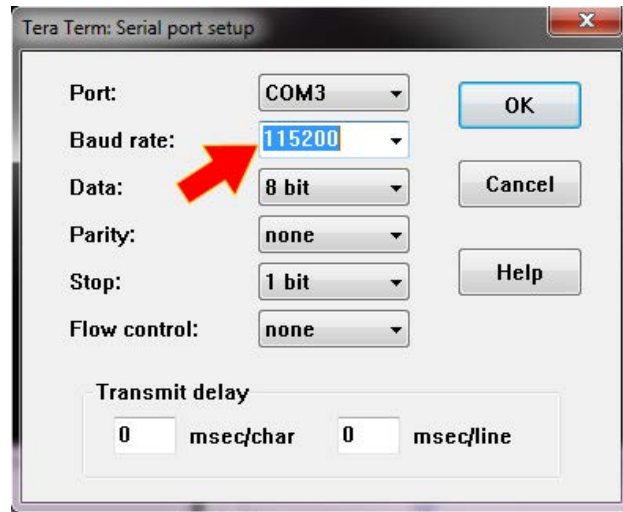 Tera Term: Serial port setup
Port: COM3 OK
Baud rate: 115200
Data: 8 bit Cancel
Parity: none
Stop: 1 bit Help
Flow control: none
Transmit delay
0 msec/char 0 msec/line